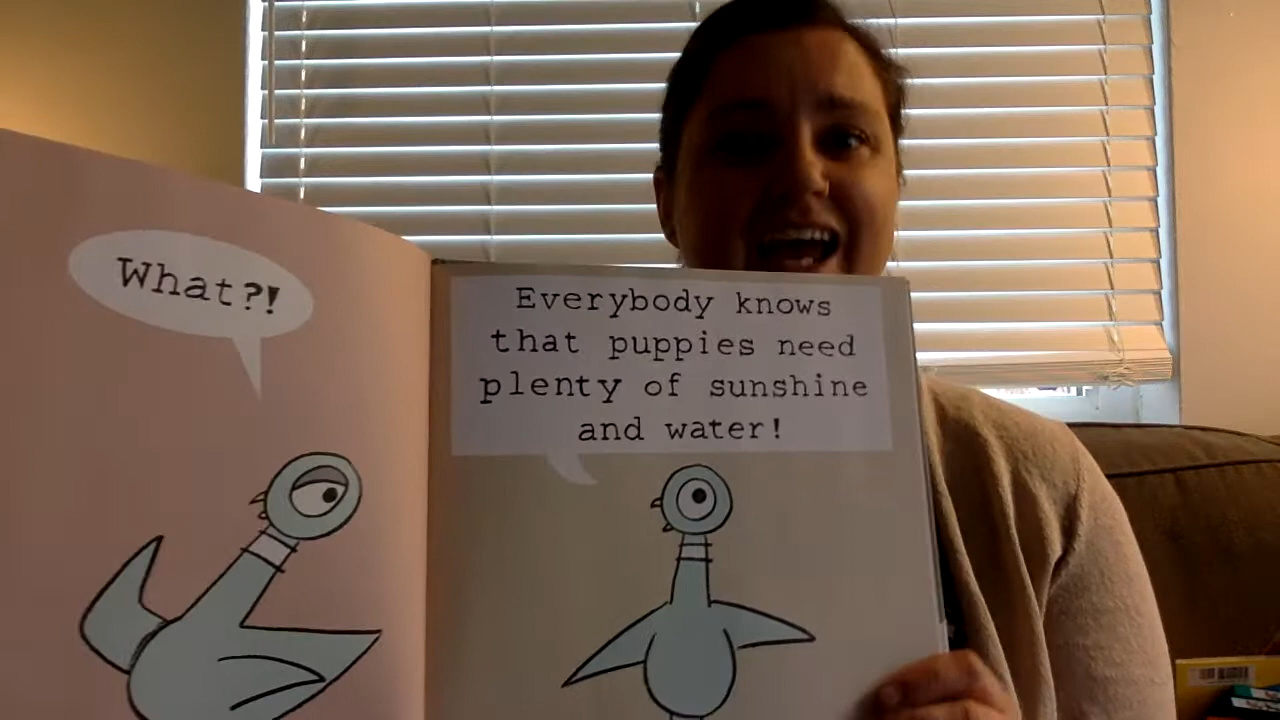 What?!
Everybody knows
that puppies need
plenty of sunshine
and water!